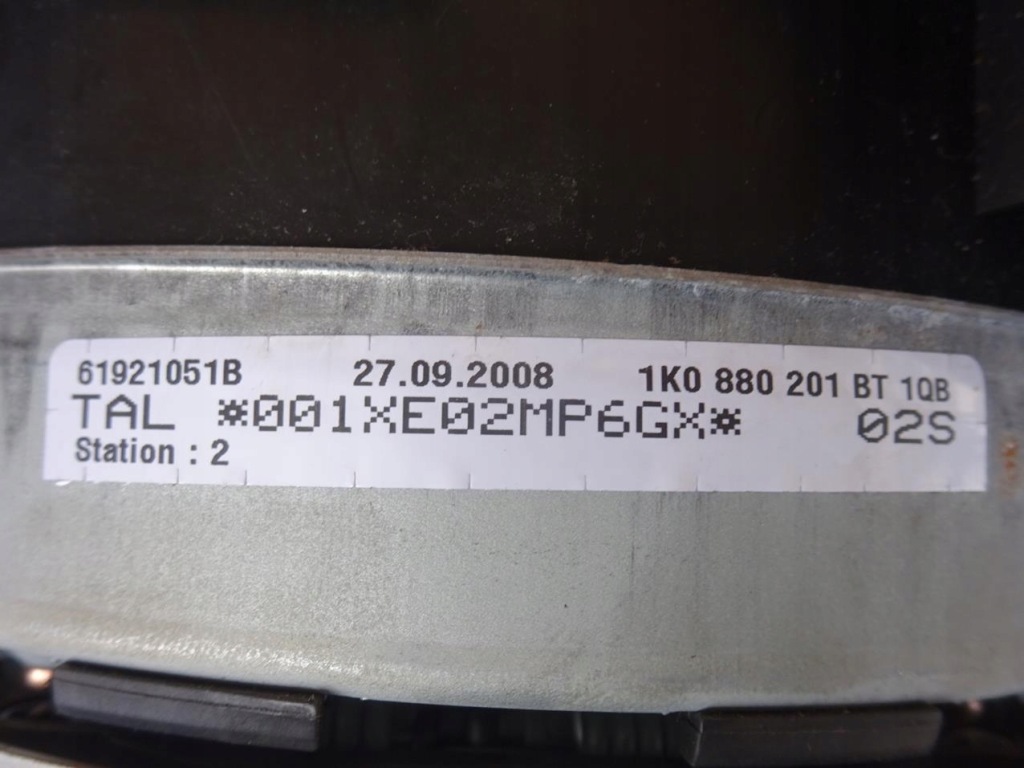 61921051B 27.09.2008 1K0 880 201 BT 1QB
TAL *001XE02MP6GX* 02S
Station : 2